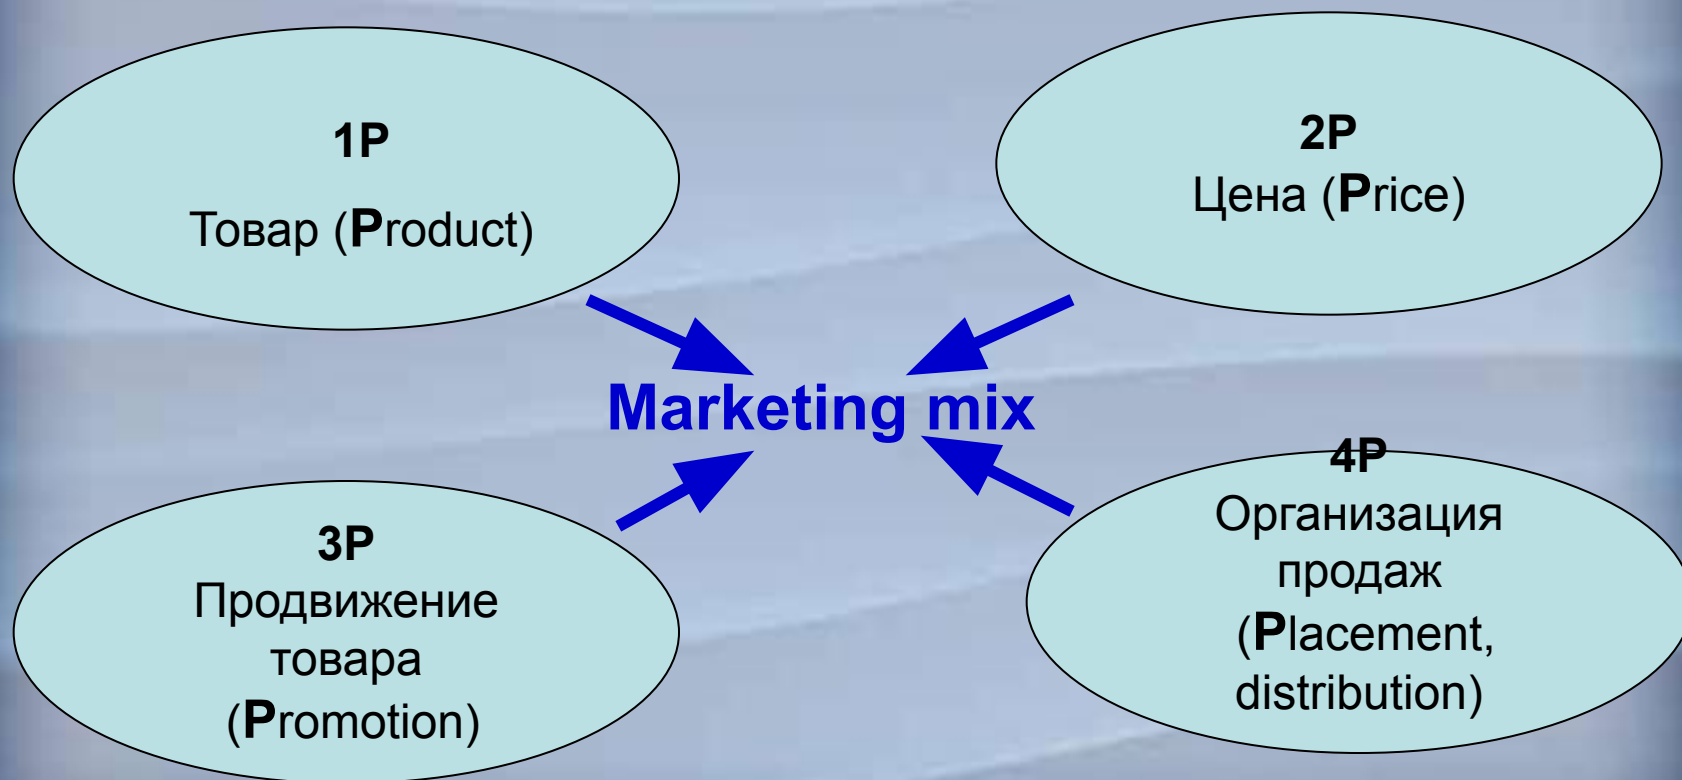 1P
Товар (Product)
2P
Цена (Price)
Marketing mix
3P
Продвижение
товара
(Promotion)
4P
Организация
продаж
(Placement,
distribution)